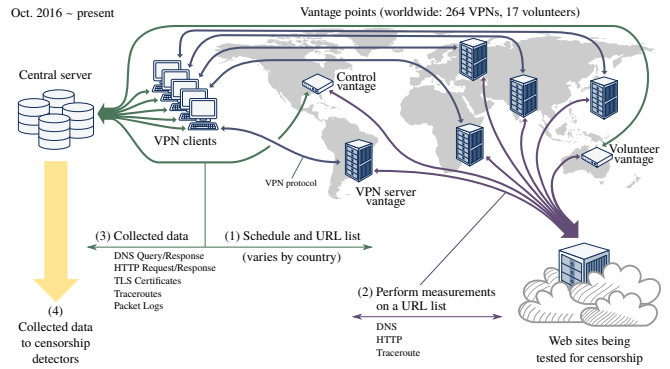 Oct. 2016 ~ present
Vantage points (worldwide: 264 VPNs, 17 volunteers)
Central server
Control
vantage
VPN clients
Volunteer
vantage
VPN protocol
VPN server
vantage
(3) Collected data
(1) Schedule and URL list
(varies by country)
DNS Query/Response
HTTP Request/Response
TLS Certificates
Traceroutes
Packet Logs
(2) Perform measurements
on a URL list
DNS
HTTP
Traceroute
(4)
Collected data
to censorship
detectors
Web sites being
tested for censorship